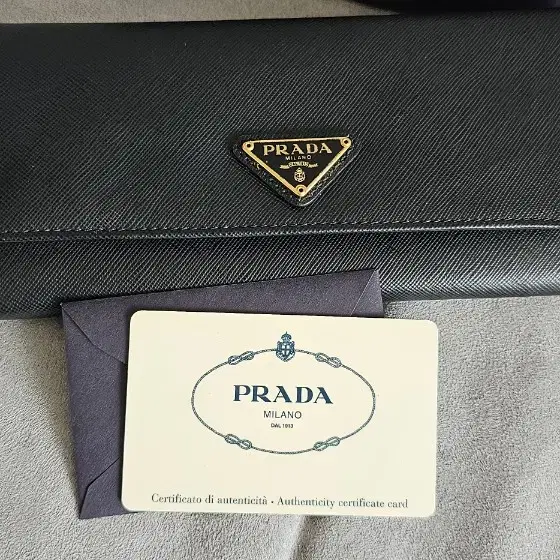 PRADA
MILANO
PRADA
MILANO
DAL 1913
Certificato di autenticità • Authenticity certificate card